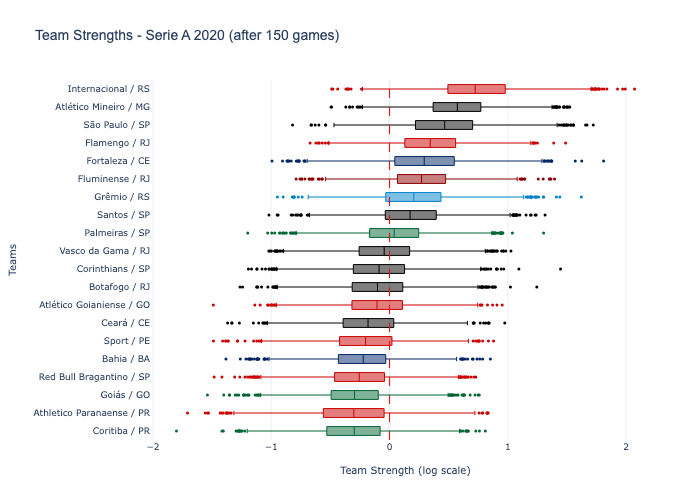 Team Strengths - Serie A 2020 (after 150 games)
Internacional / RS
Atlético Mineiro / MG
São Paulo / SP
Flamengo / RJ
Fortaleza / CE
Fluminense / RJ
Grêmio / RS
Santos / SP
Palmeiras / SP
Vasco da Gama / RJ
Corinthians / SP
Botafogo / RJ
Atlético Goianiense / GO
Ceará / CE
Sport / PE
Bahia / BA
Red Bull Bragantino / SP
Goiás / GO
Athletico Paranaense / PR
Coritiba / PR
Teams
−2 −1 0 1 2
Team Strength (log scale)